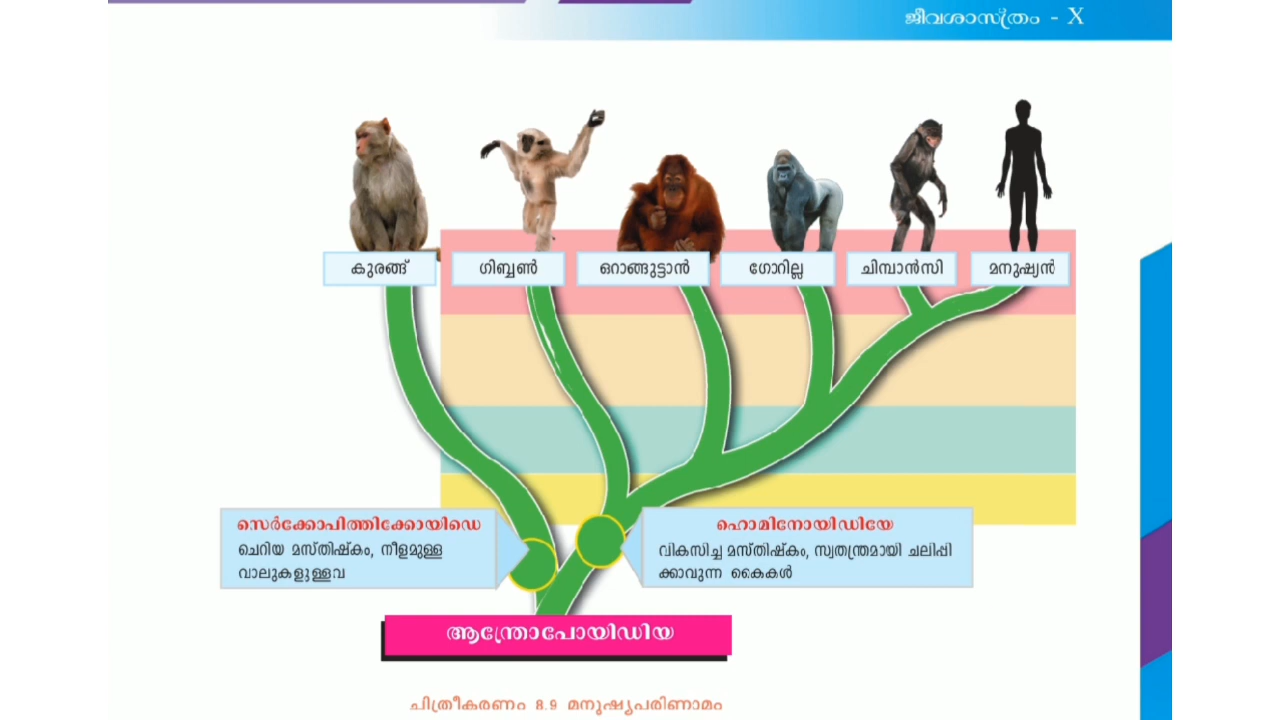 ജീവശാസ്ത്രം - X
കുരങ്ങ്
ഗിബ്ബൺ
ഒറാങ്ങുട്ടാൻ
ഗോറില്ല
ചിമ്പാൻസി
മനുഷ്യൻ
സെർക്കോപിത്തിക്കോയിഡെ
ചെറിയ മസ്തിഷ്കം, നീളമുള്ള
വാലുകളുള്ളവ
ഹൊമിനോയിഡിയേ
വികസിച്ച മസ്തിഷ്കം, സ്വതന്ത്രമായി ചലിപ്പി
ക്കാവുന്ന കൈകൾ
ആന്ത്രോപോയിഡിയ
ചിത്രീകരണം 8.9 മനുഷ്യപരിണാമം